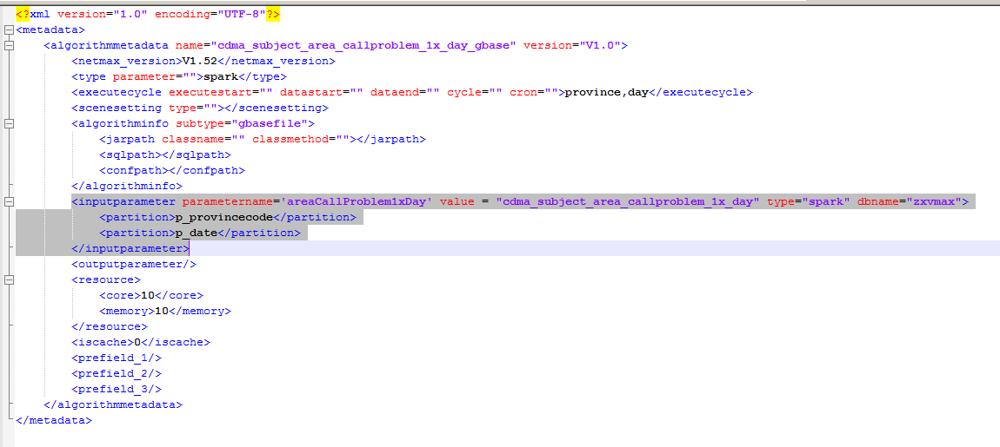 <?xml version="1.0" encoding="UTF-8"?>
<metadata>
<algorithmmetadata name="cdma_subject_area_callproblem_1x_day_gbase" version="V1.0">
<netmax_version>V1.52</netmax_version>
<type parameter="">spark</type>
<executecycle executestart="" datastart="" dataend="" cycle="" cron="">province,day</executecycle>
<scenesetting type=""></scenesetting>
<algorithminfo subtype="gbasefile">
<jarpath classname="" classmethod=""></jarpath>
<sqlpath></sqlpath>
<confpath></confpath>
</algorithminfo>
<inputparameter parametername='areaCallProblem1xDay' value = "cdma_subject_area_callproblem_1x_day" type="spark" dbname="zxvmax">
<partition>p_provincecode</partition>
<partition>p_date</partition>
</inputparameter>
<outputparameter/>
<resource>
<core>10</core>
<memory>10</memory>
</resource>
<iscache>0</iscache>
<prefield_1/>
<prefield_2/>
<prefield_3/>
</algorithmmetadata>
</metadata>